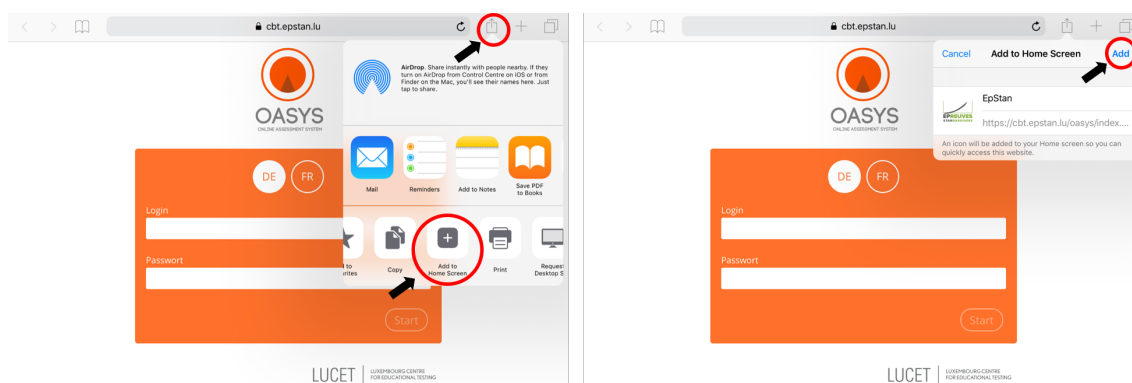 cbt.epstan.lu
AirDrop. Share instantly with people nearby. If they
turn on AirDrop from Control Centre on iOS or from
Finder on the Mac, you'll see their names here. Just
tap to share.
OASYS
ONLINE ASSESSMENT SYSTEM
Mail
Reminders
Add to Notes
Save PDF
to Books
DE
FR
Login
Copy
Add to
Home Screen
Print
Request
Desktop S
Passwort
Start
LUCET
LUXEMBOURG CENTRE
FOR EDUCATIONAL TESTING
cbt.epstan.lu
Cancel
Add to Home Screen
Add
EpStan
ÉPREUVES
STANDARDISÉES
https://cbt.epstan.lu/oasys/index....
An icon will be added to your Home screen so you can
quickly access this website.
OASYS
ONLINE ASSESSMENT SYSTEM
DE
FR
Login
Passwort
Start
LUCET
LUXEMBOURG CENTRE
FOR EDUCATIONAL TESTING